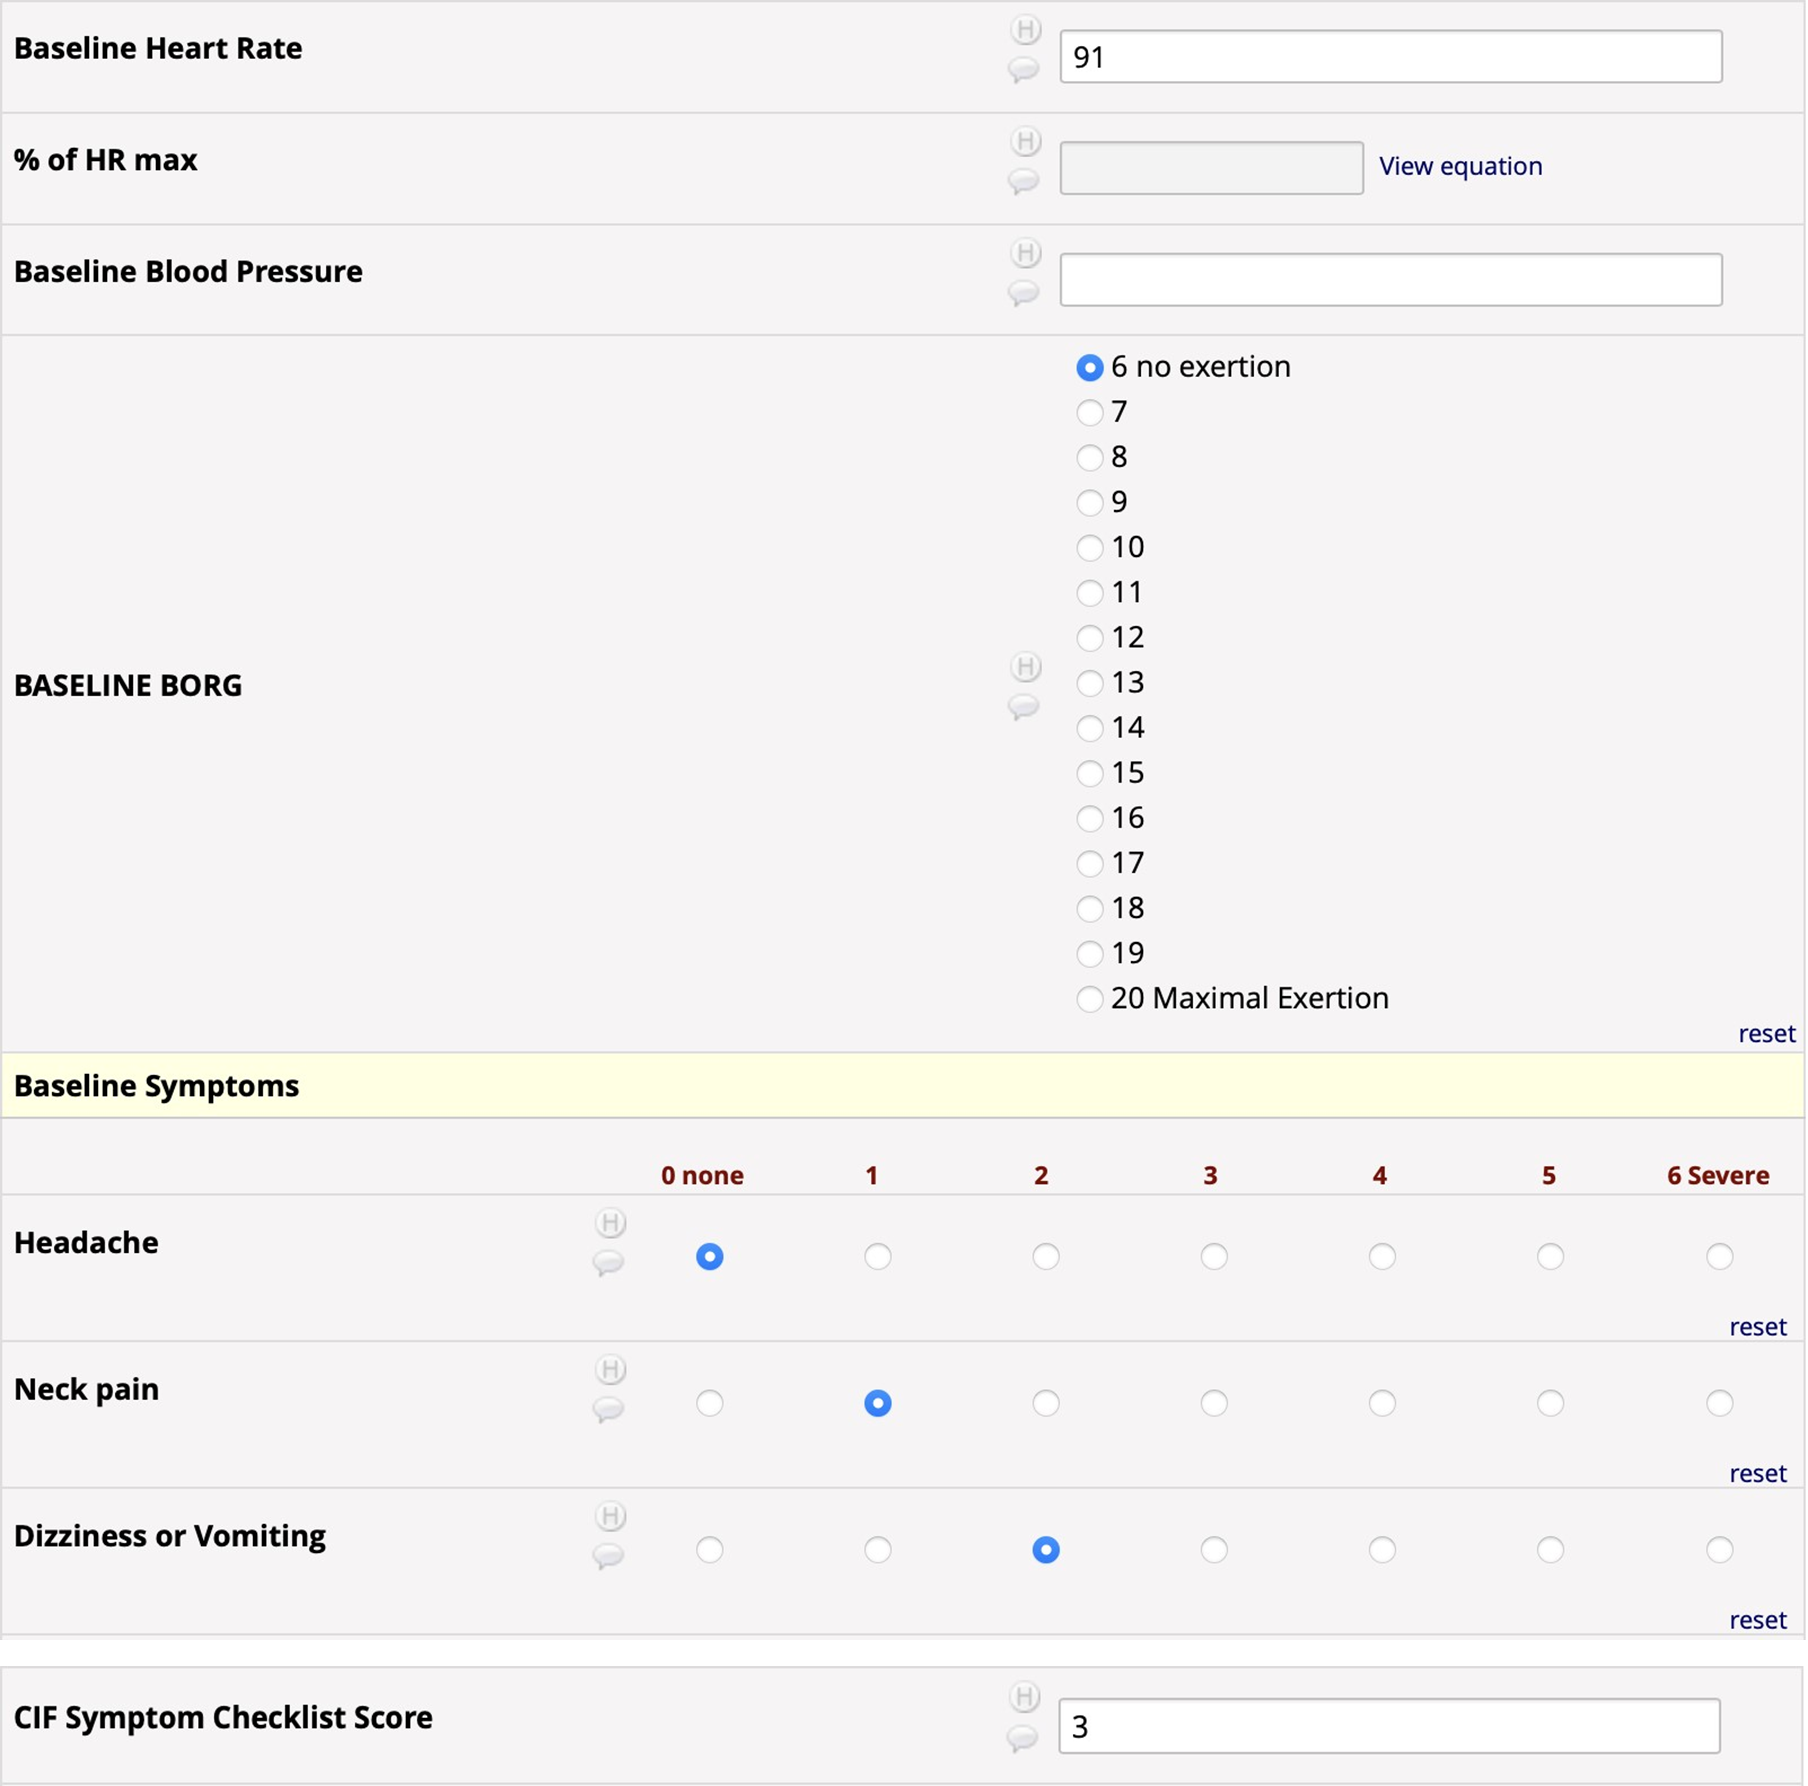 Baseline Heart Rate
H
91
% of HR max
H
View equation
Baseline Blood Pressure
H
BASELINE BORG
H
6 no exertion
7
8
9
10
11
12
13
14
15
16
17
18
19
20 Maximal Exertion
reset
Baseline Symptoms
0 none 1 2 3 4 5 6 Severe
Headache
H
reset
Neck pain
H
reset
Dizziness or Vomiting
H
reset
CIF Symptom Checklist Score
H
3